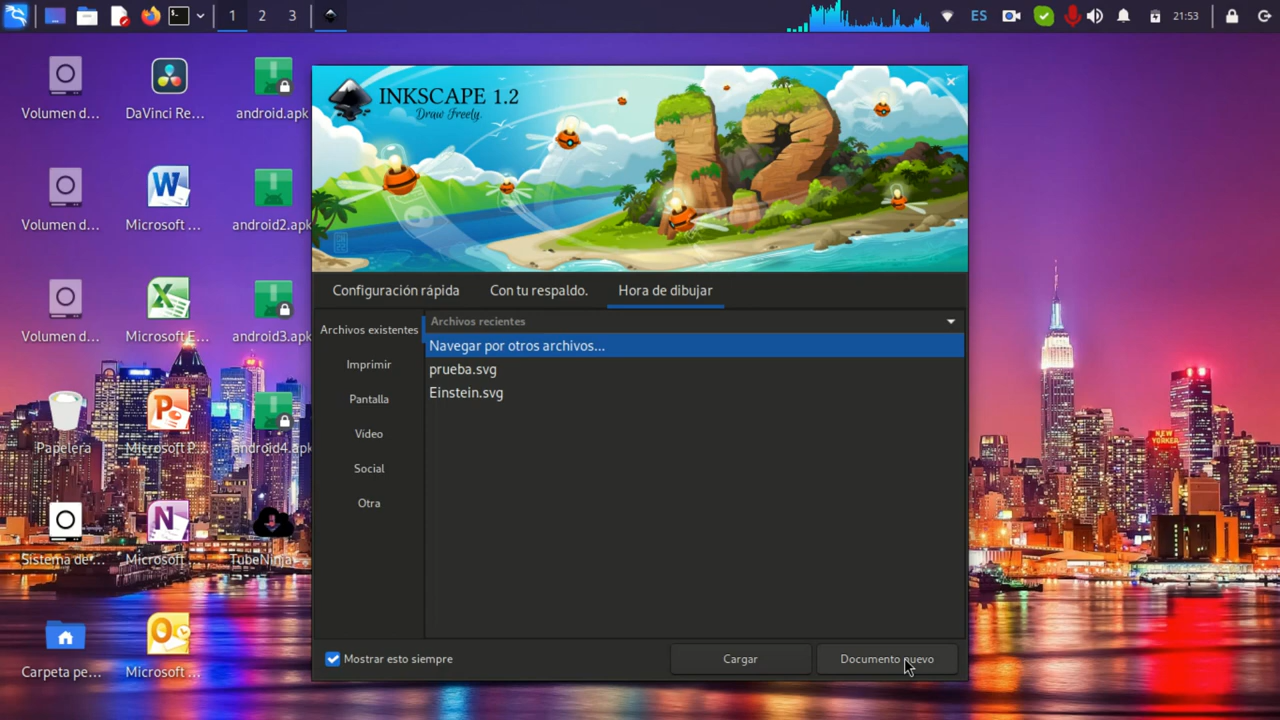 1
2
3
ES
21:53
Volumen d...
DaVinci Re...
android.apk
Volumen d...
Microsoft ...
android2.apk
Volumen d...
Microsoft E...
android3.apk
Papelera
Microsoft P...
android4.apk
Sistema de ...
Microsoft ...
TubeNinja
Carpeta pe...
Microsoft ...
INKSCAPE 1.2
Draw Freely.
Configuración rápida
Con tu respaldo.
Hora de dibujar
Archivos existentes
Imprimir
Pantalla
Video
Social
Otra
Archivos recientes
Navegar por otros archivos...
prueba.svg
Einstein.svg
Mostrar esto siempre
Cargar
Documento nuevo
NEW
YORKER